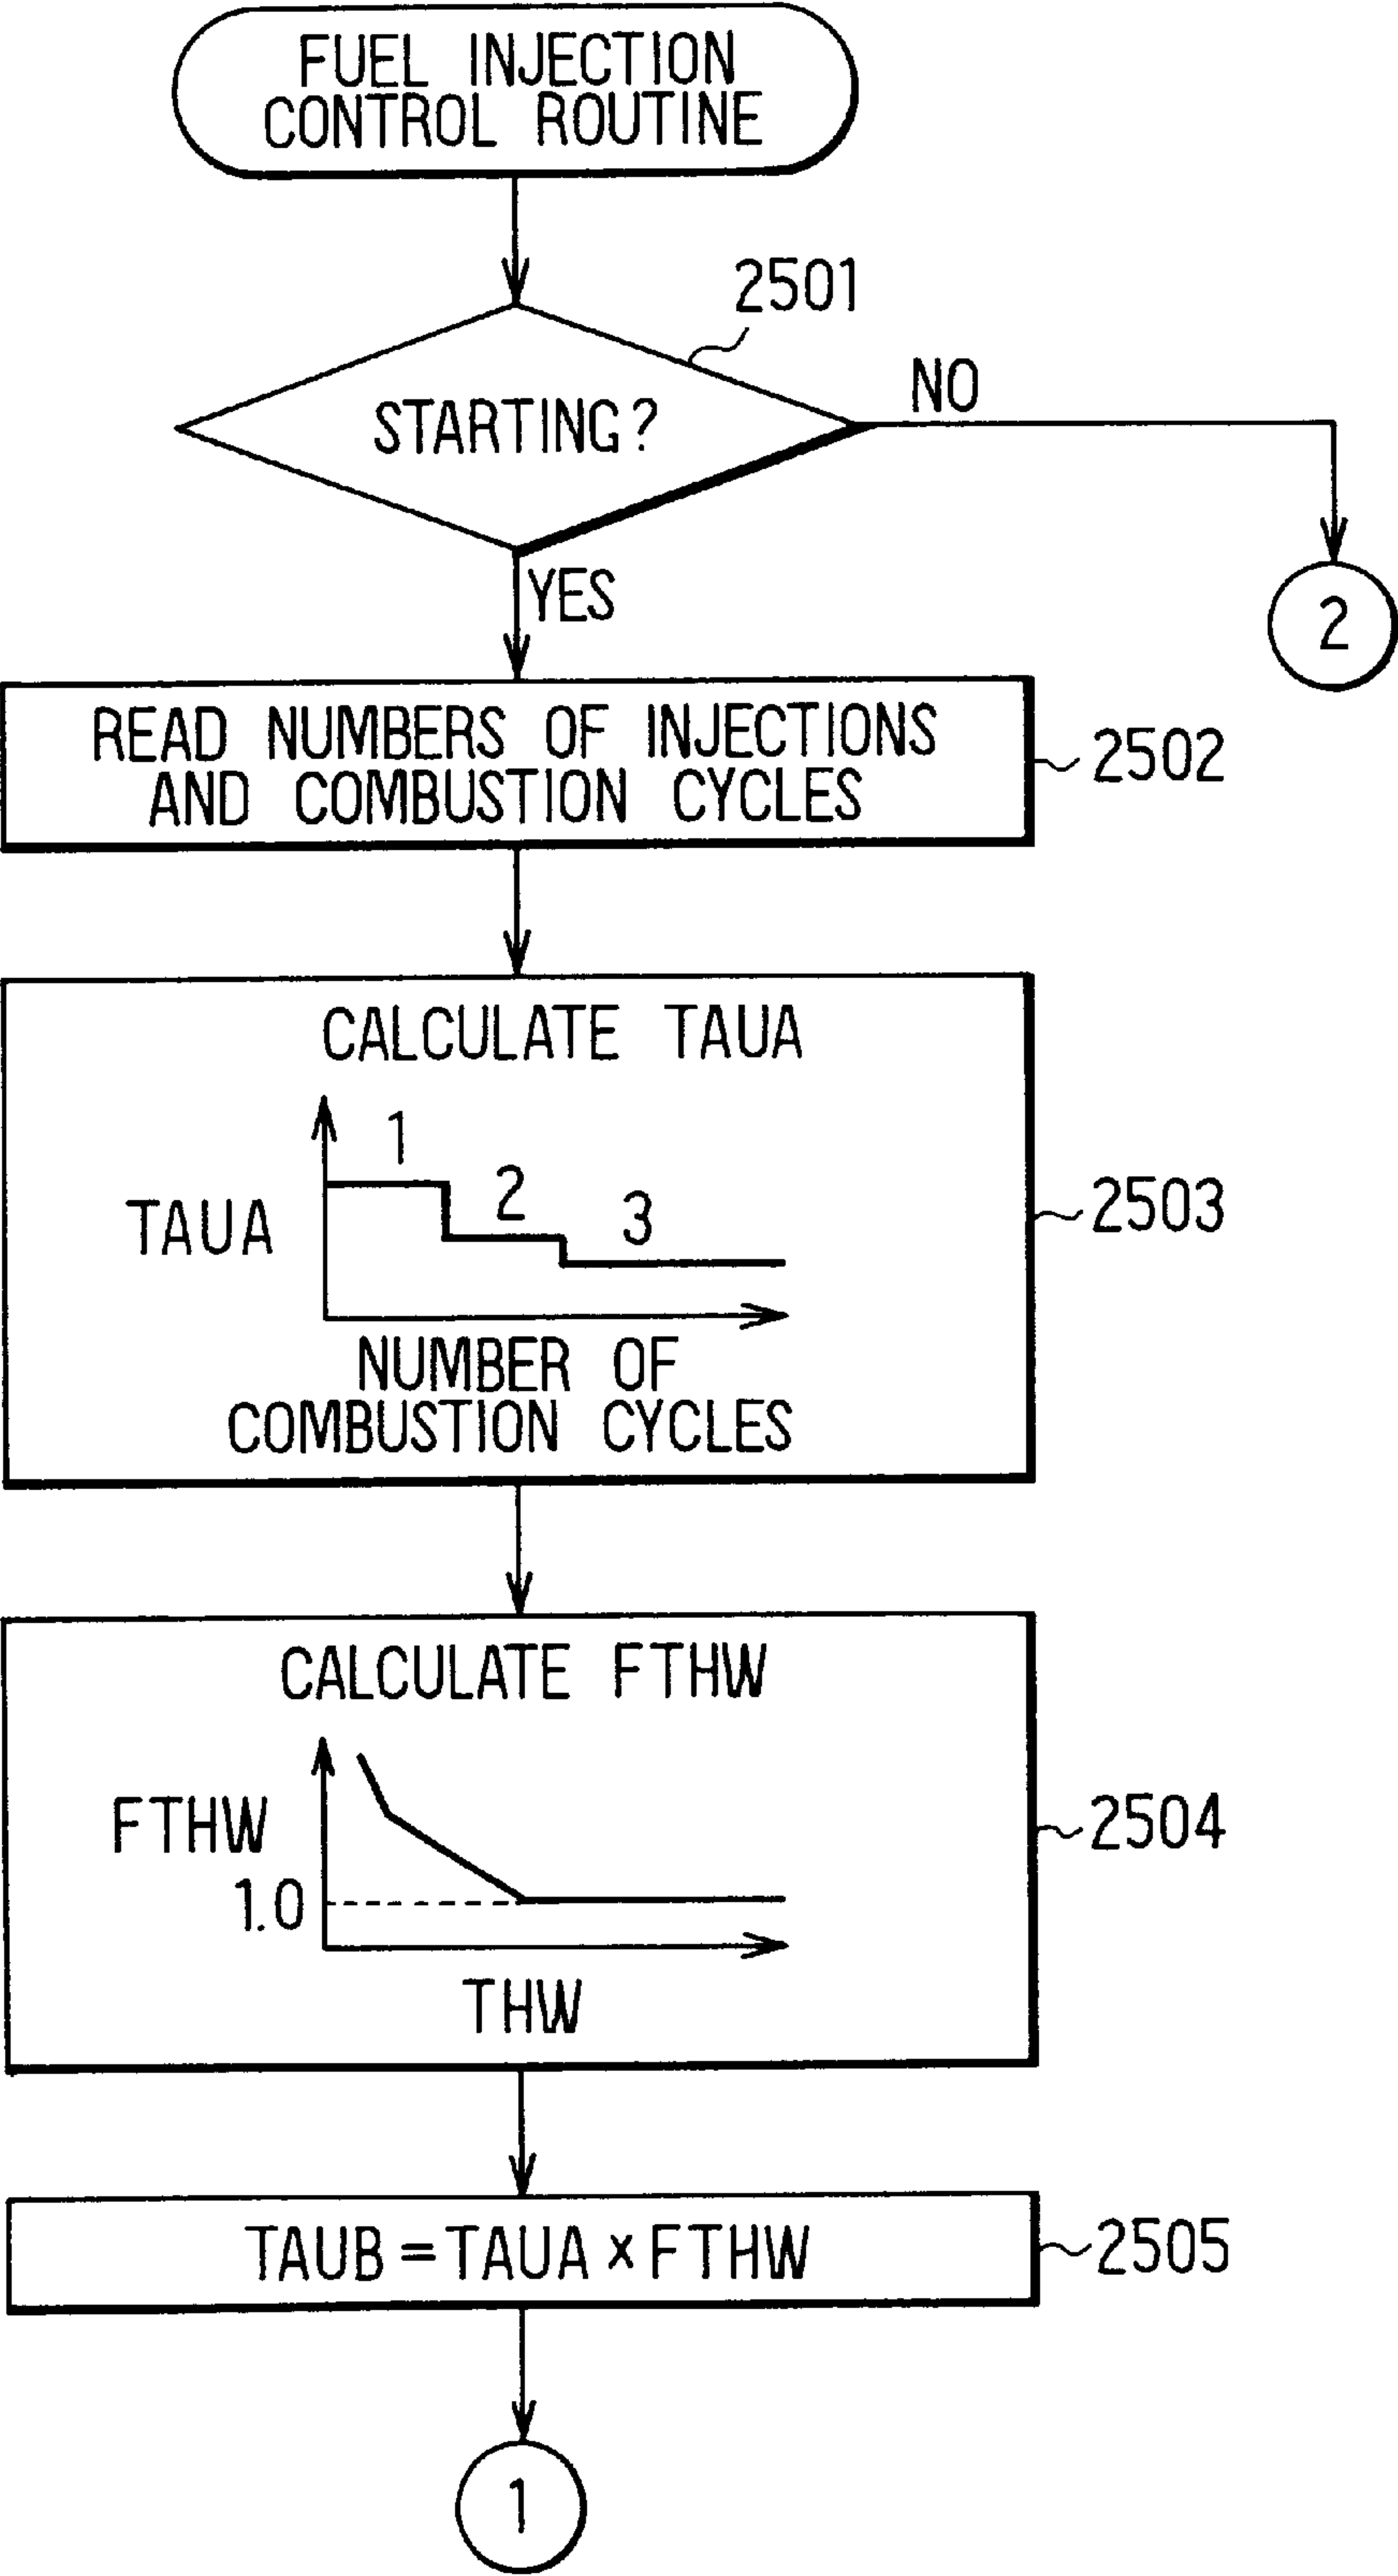 FUEL INJECTION
CONTROL ROUTINE
2501
STARTING?
NO
YES
2
READ NUMBERS OF INJECTIONS
AND COMBUSTION CYCLES
2502
CALCULATE TAUA
1
2
3
TAUA
2503
NUMBER OF
COMBUSTION CYCLES
CALCULATE FTHW
FTHW
2504
1.0
THW
TAUB = TAUA × FTHW
2505
1